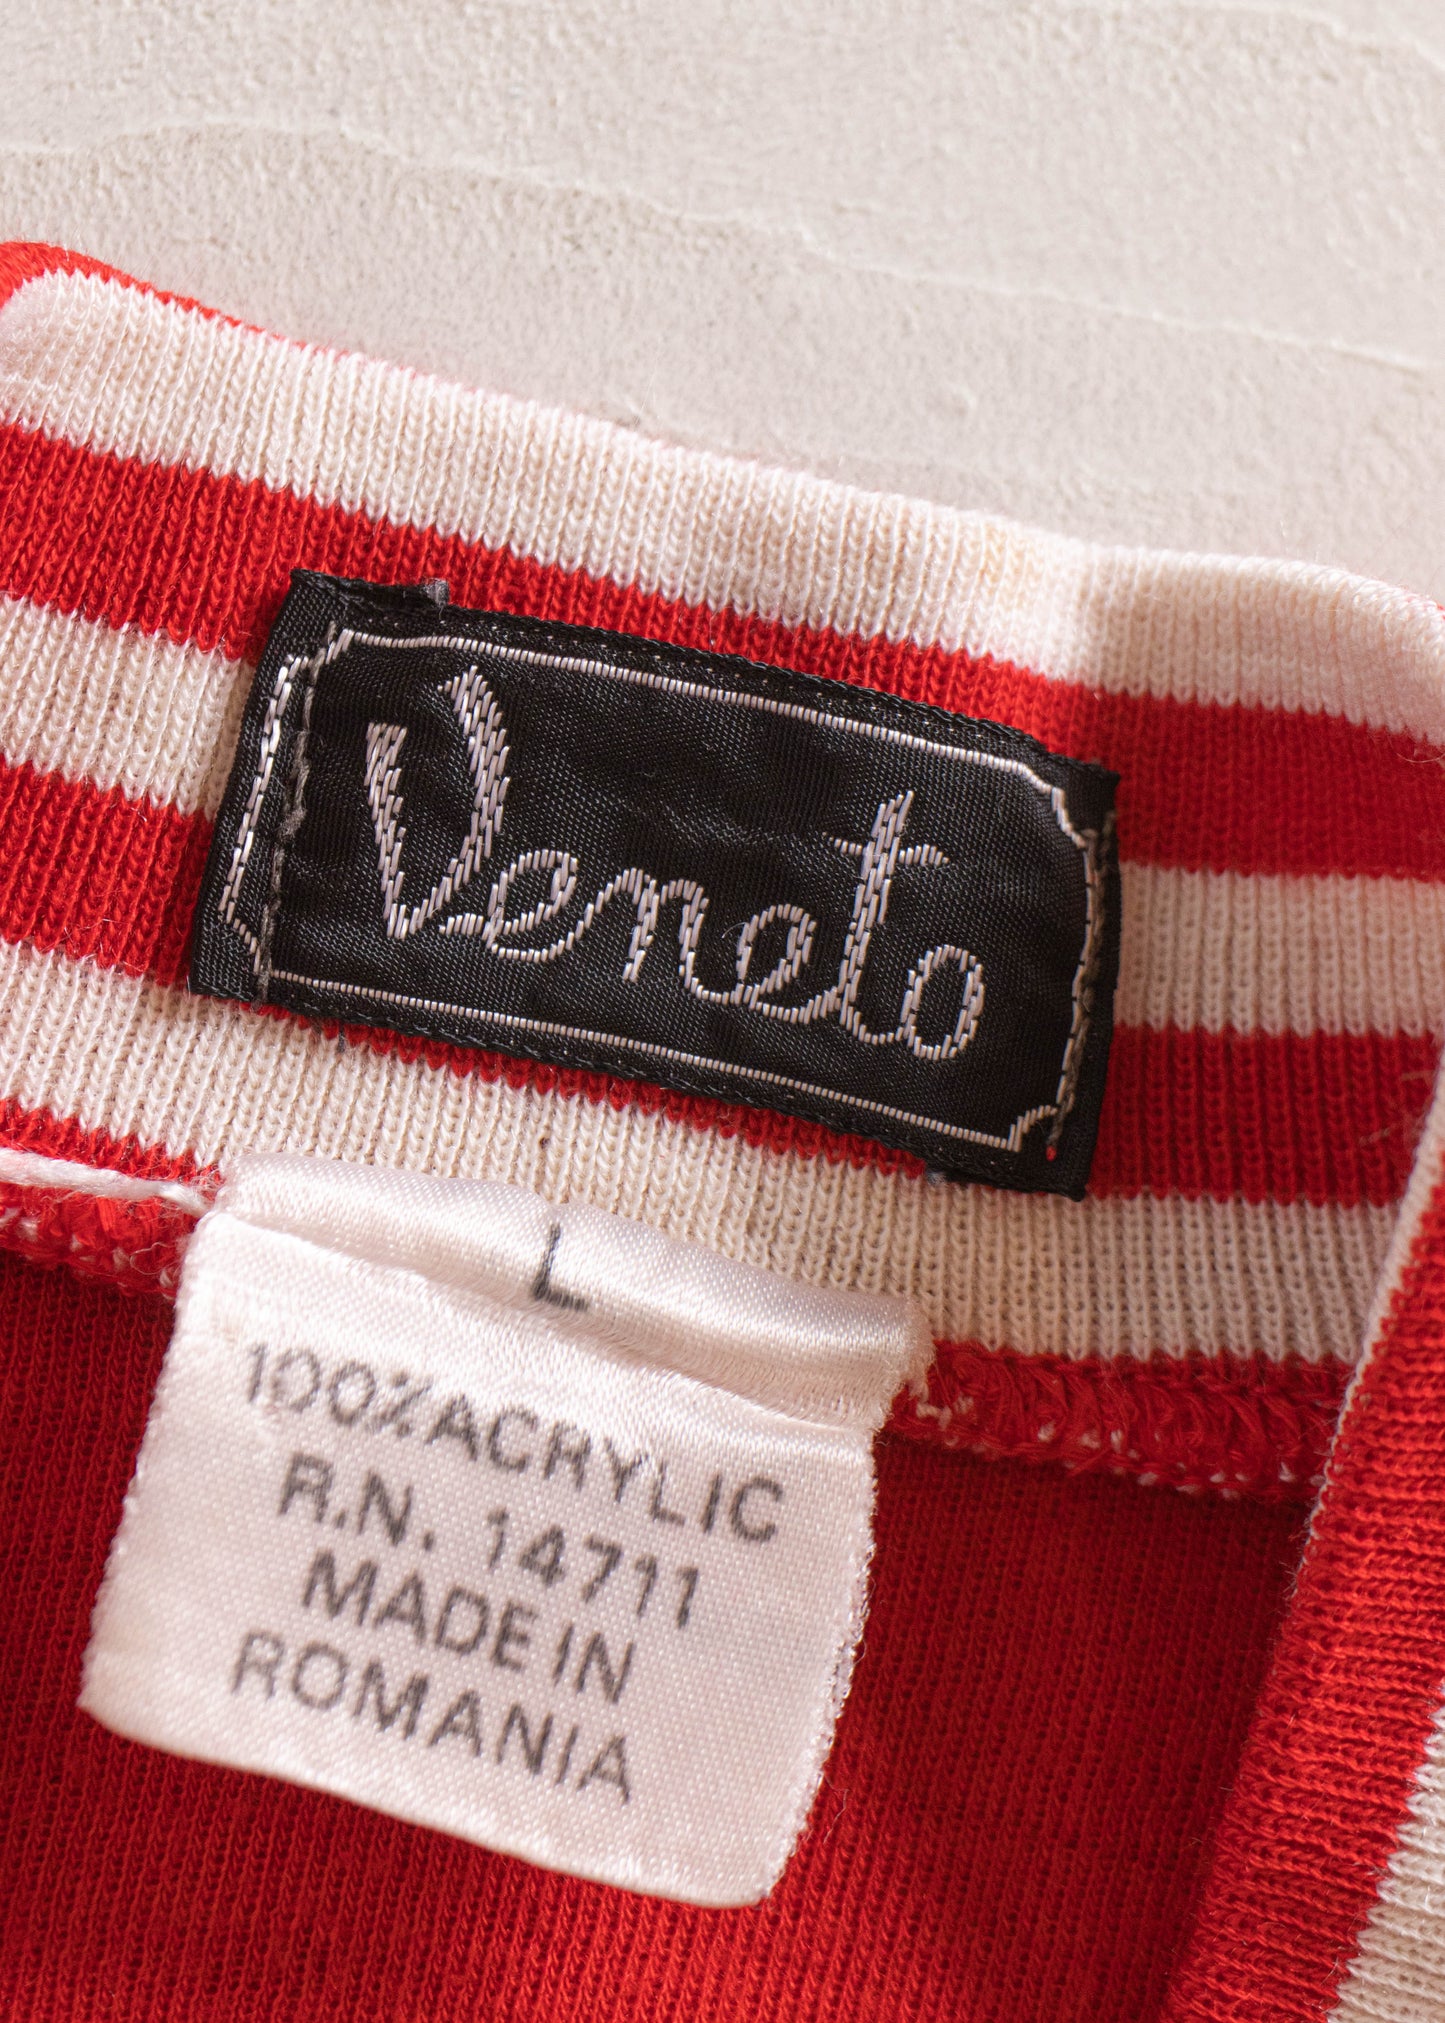 Veneto
L
100%ACRYLIC
R.N. 14711
MADE IN
ROMANIA